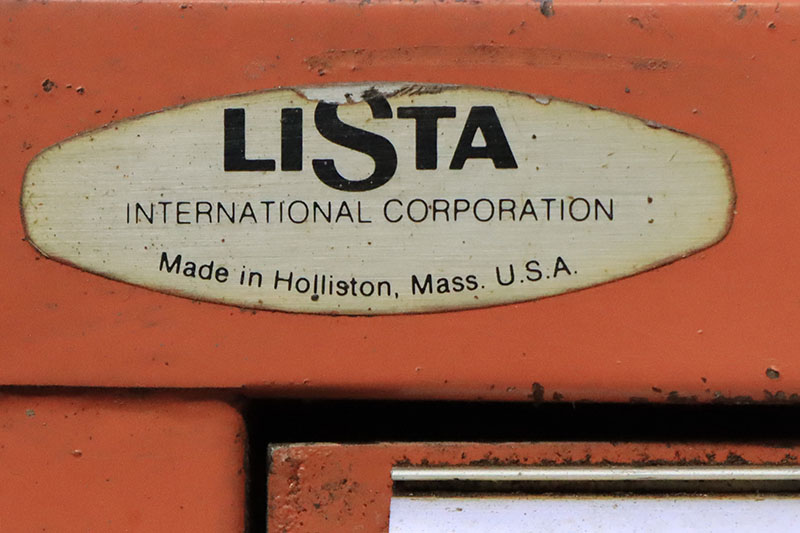 LISTA
INTERNATIONAL CORPORATION
Made in Holliston, Mass. U.S.A.